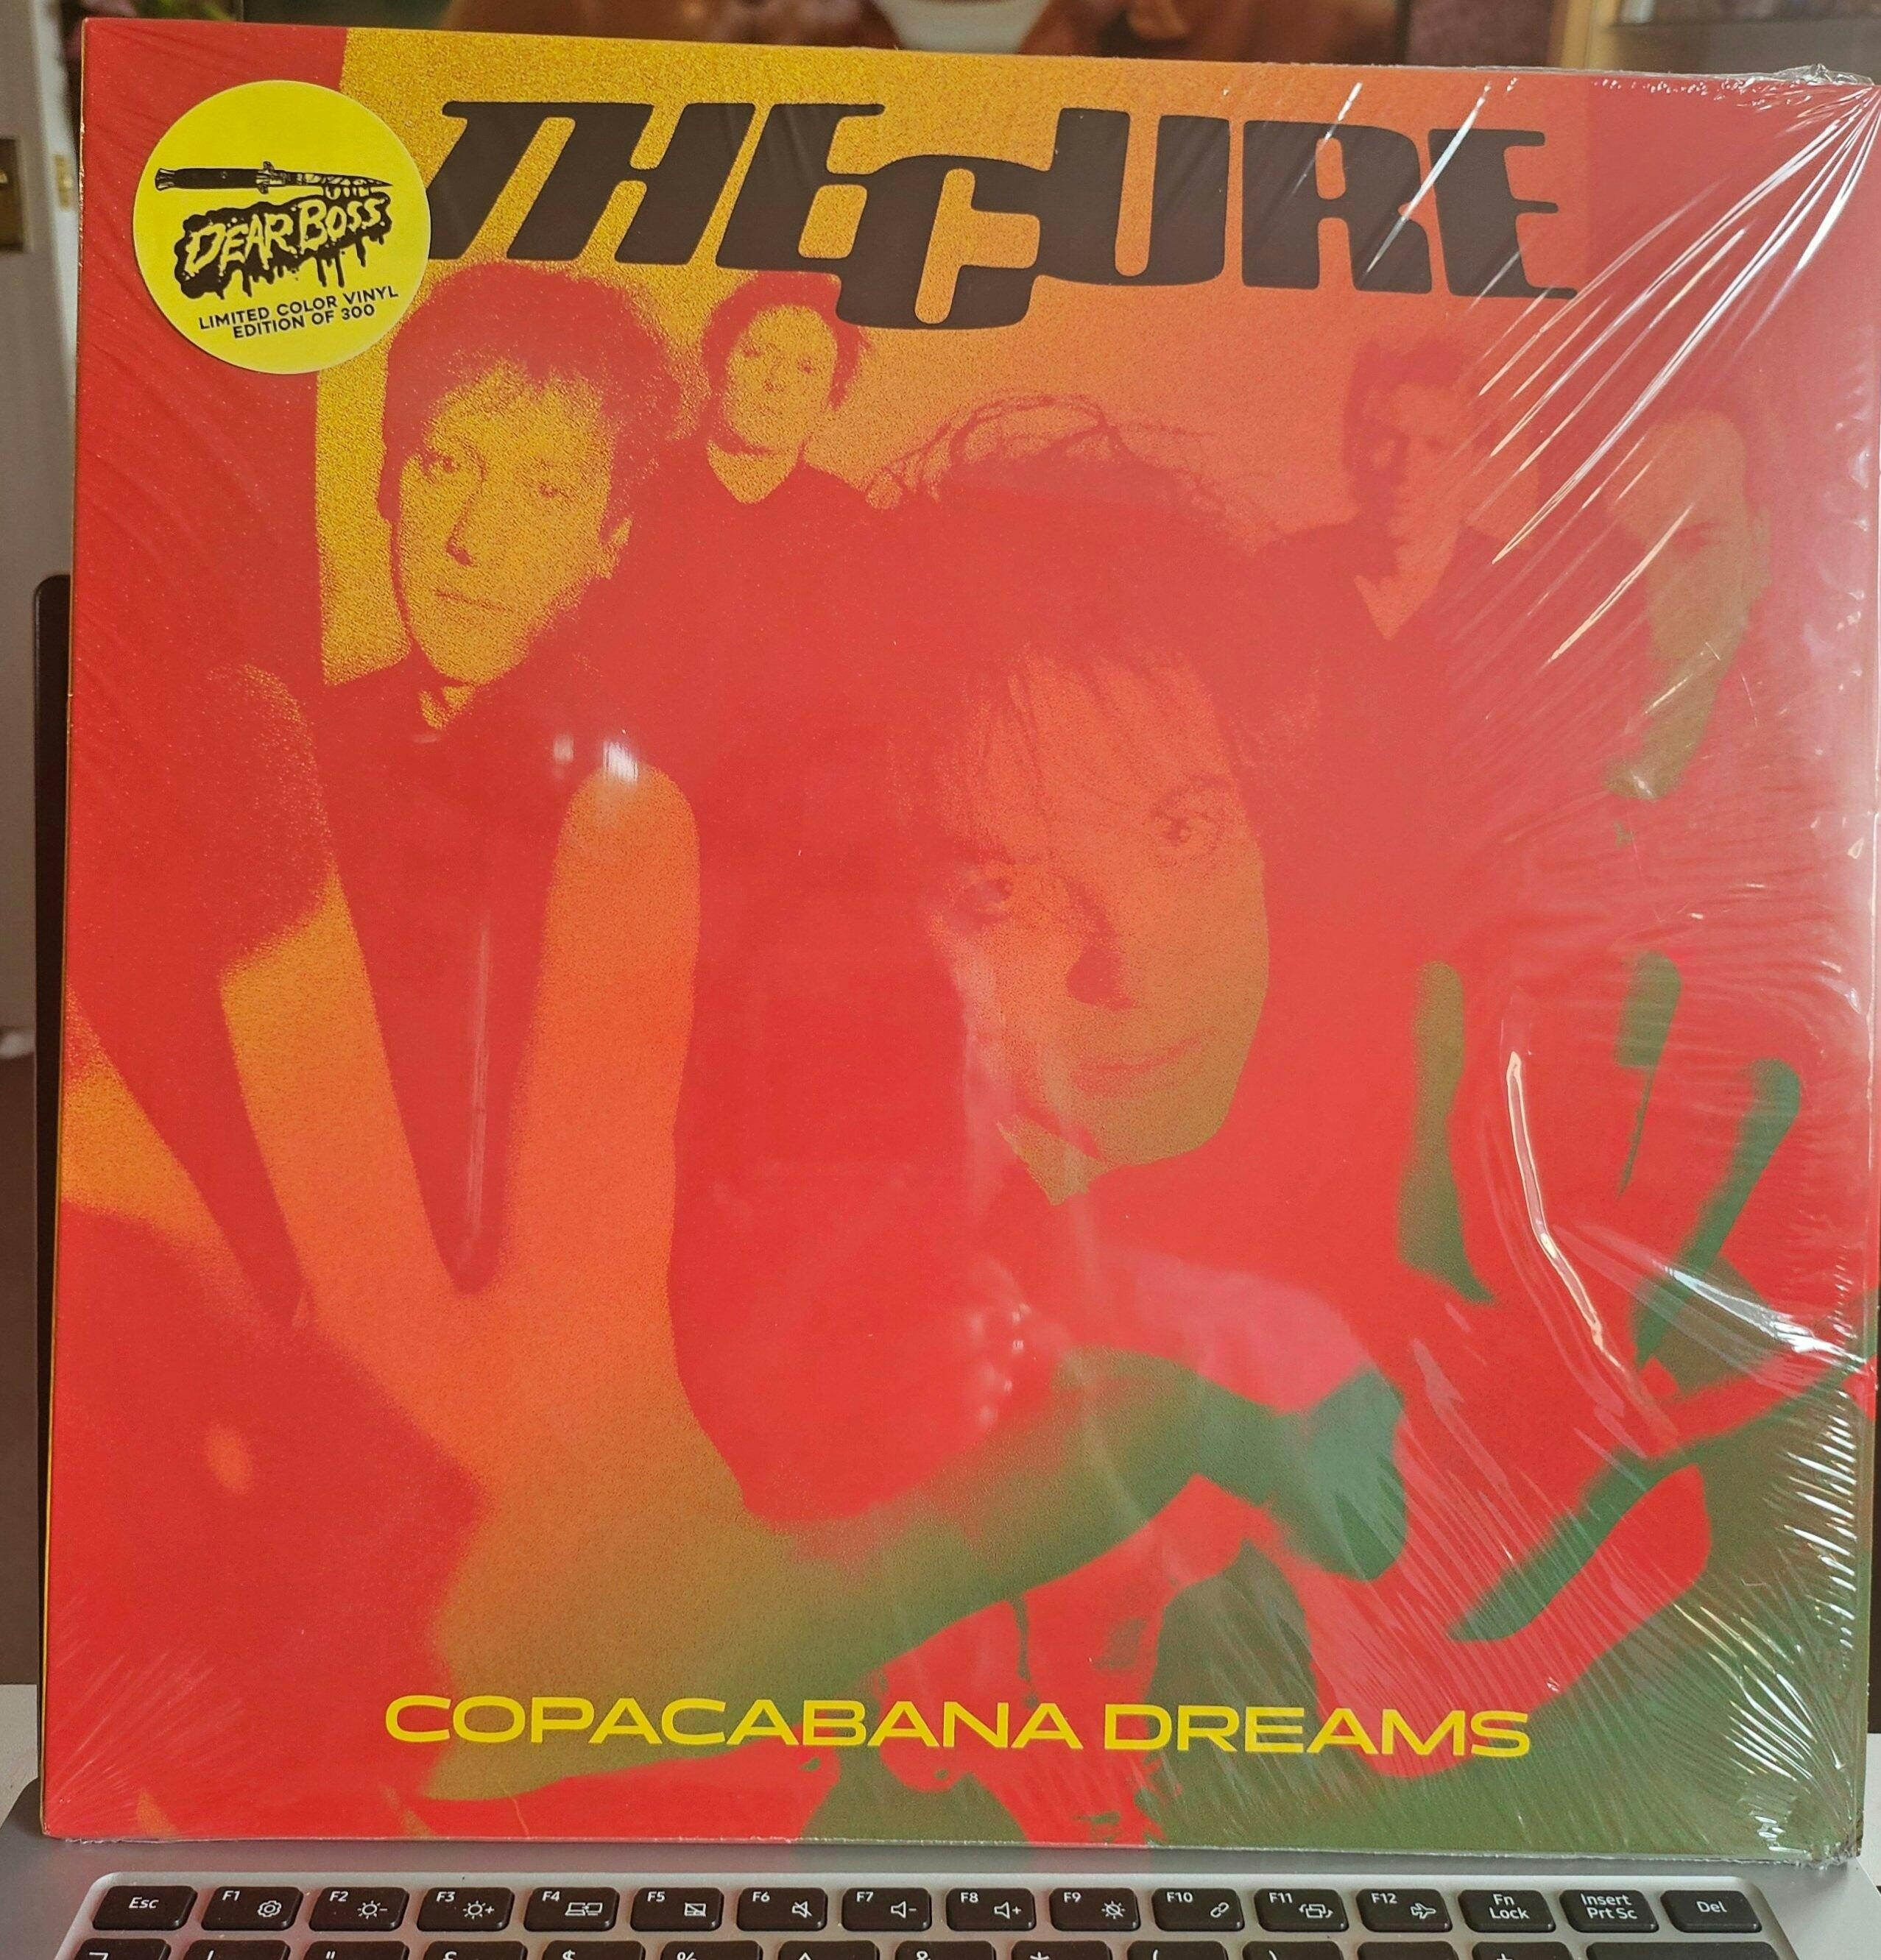 THE CURE
DEAR BOSS
LIMITED COLOR VINYL
EDITION OF 300
COPACABANA DREAMS
Esc F1 F2 F3 F4 F5 F6 F7 F8 F9 F10 F11 F12 Fn Lock Insert Prt Sc Del
! " £ $ % ^ & * ( )